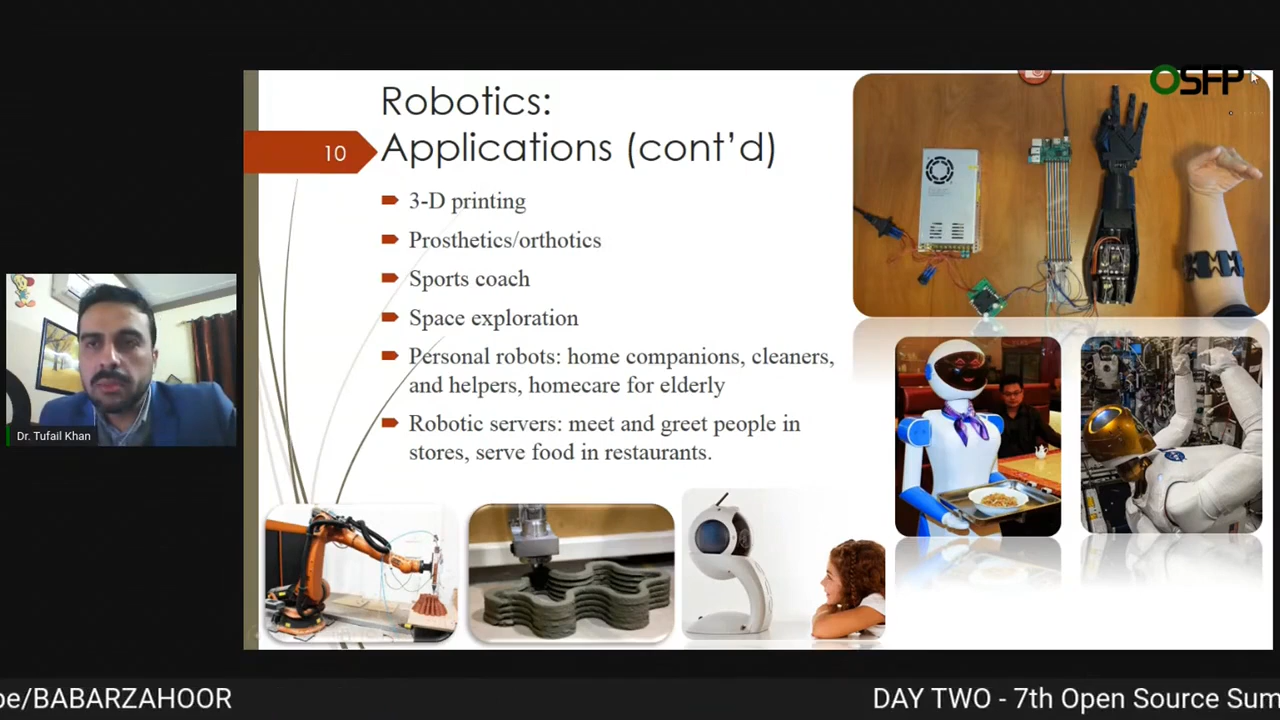 OSFP
Robotics:
Applications (cont’d)
10
3-D printing
Prosthetics/orthotics
Sports coach
Space exploration
Personal robots: home companions, cleaners,
and helpers, homecare for elderly
Robotic servers: meet and greet people in
stores, serve food in restaurants.
Dr. Tufail Khan
be/BABARZAHOOR
DAY TWO - 7th Open Source Sum